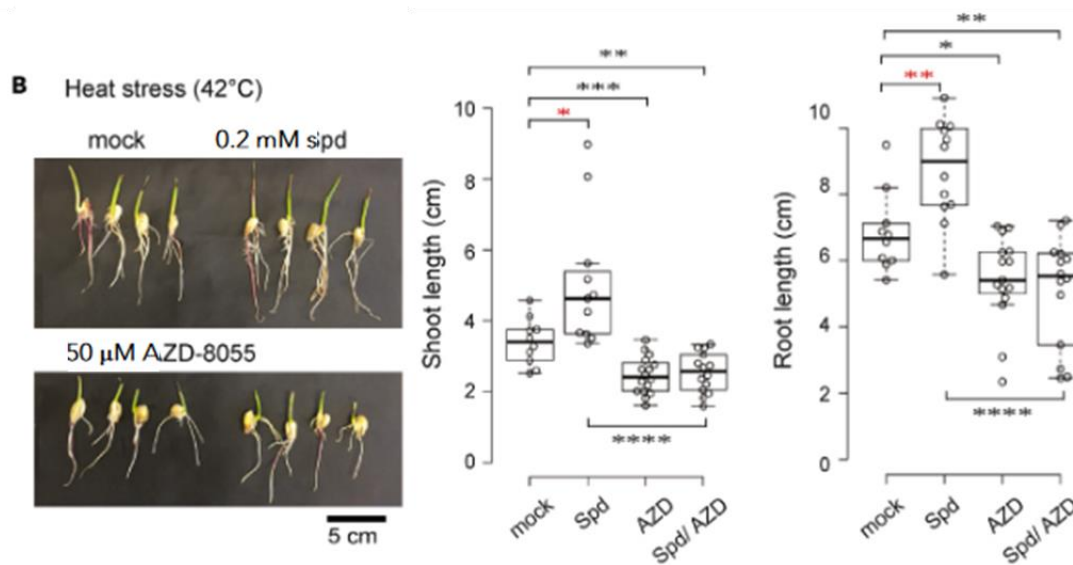 B Heat stress (42°C)
mock 0.2 mM spd
50 µM AZD-8055
5 cm
**
***
*
Shoot length (cm)
10
8
6
4
2
0
****
mock
Spd
AZD
Spd/ AZD
**
*
**
Root length (cm)
10
8
6
4
2
0
****
mock
Spd
AZD
Spd/ AZD